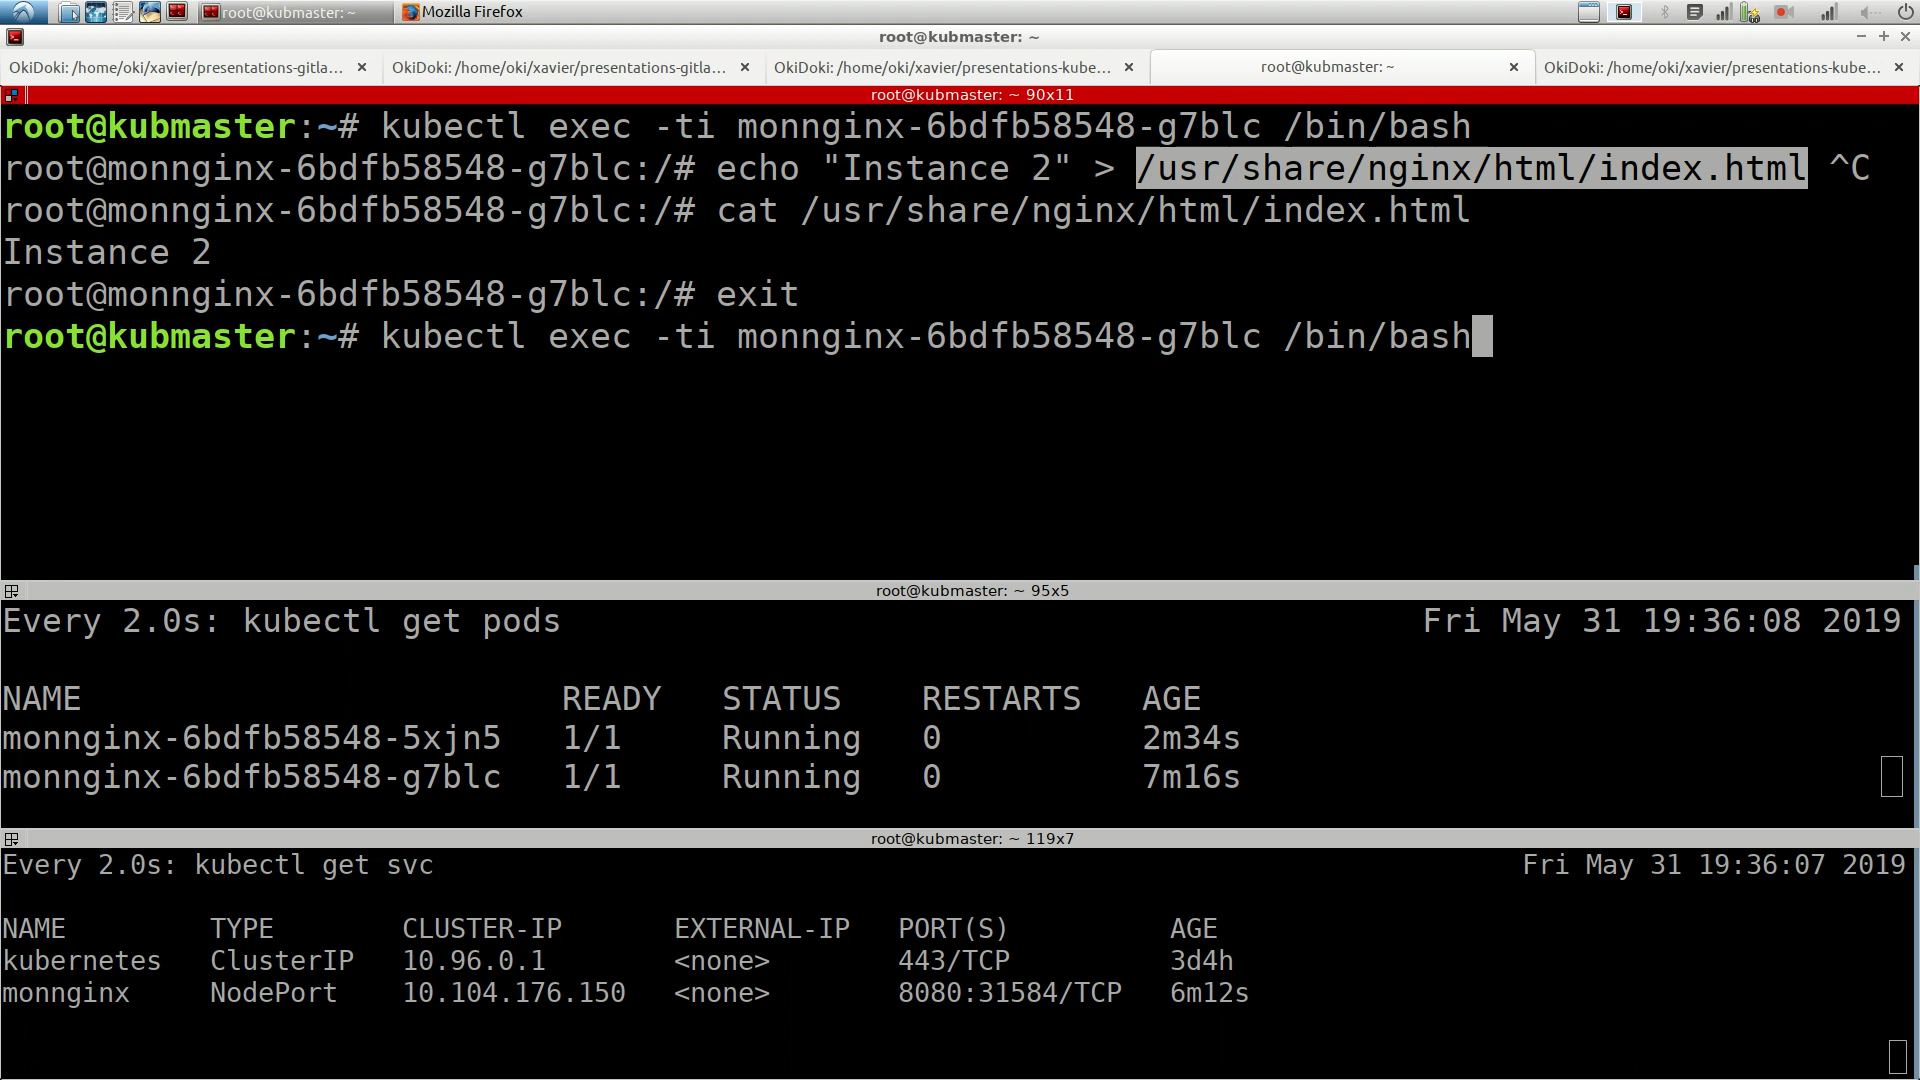 root@kubmaster: ~
Mozilla Firefox
root@kubmaster: ~
OkiDoki: /home/oki/xavier/presentations-gitla...
OkiDoki: /home/oki/xavier/presentations-gitla...
OkiDoki: /home/oki/xavier/presentations-kube...
root@kubmaster: ~
OkiDoki: /home/oki/xavier/presentations-kube...
root@kubmaster: ~ 90x11
root@kubmaster:~# kubectl exec -ti monnginx-6bdfb58548-g7blc /bin/bash
root@monnginx-6bdfb58548-g7blc:/# echo "Instance 2" > /usr/share/nginx/html/index.html ^C
root@monnginx-6bdfb58548-g7blc:/# cat /usr/share/nginx/html/index.html
Instance 2
root@monnginx-6bdfb58548-g7blc:/# exit
root@kubmaster:~# kubectl exec -ti monnginx-6bdfb58548-g7blc /bin/bash
root@kubmaster: ~ 95x5
Every 2.0s: kubectl get pods Fri May 31 19:36:08 2019
NAME READY STATUS RESTARTS AGE
monnginx-6bdfb58548-5xjn5 1/1 Running 0 2m34s
monnginx-6bdfb58548-g7blc 1/1 Running 0 7m16s
root@kubmaster: ~ 119x7
Every 2.0s: kubectl get svc Fri May 31 19:36:07 2019
NAME TYPE CLUSTER-IP EXTERNAL-IP PORT(S) AGE
kubernetes ClusterIP 10.96.0.1 <none> 443/TCP 3d4h
monnginx NodePort 10.104.176.150 <none> 8080:31584/TCP 6m12s